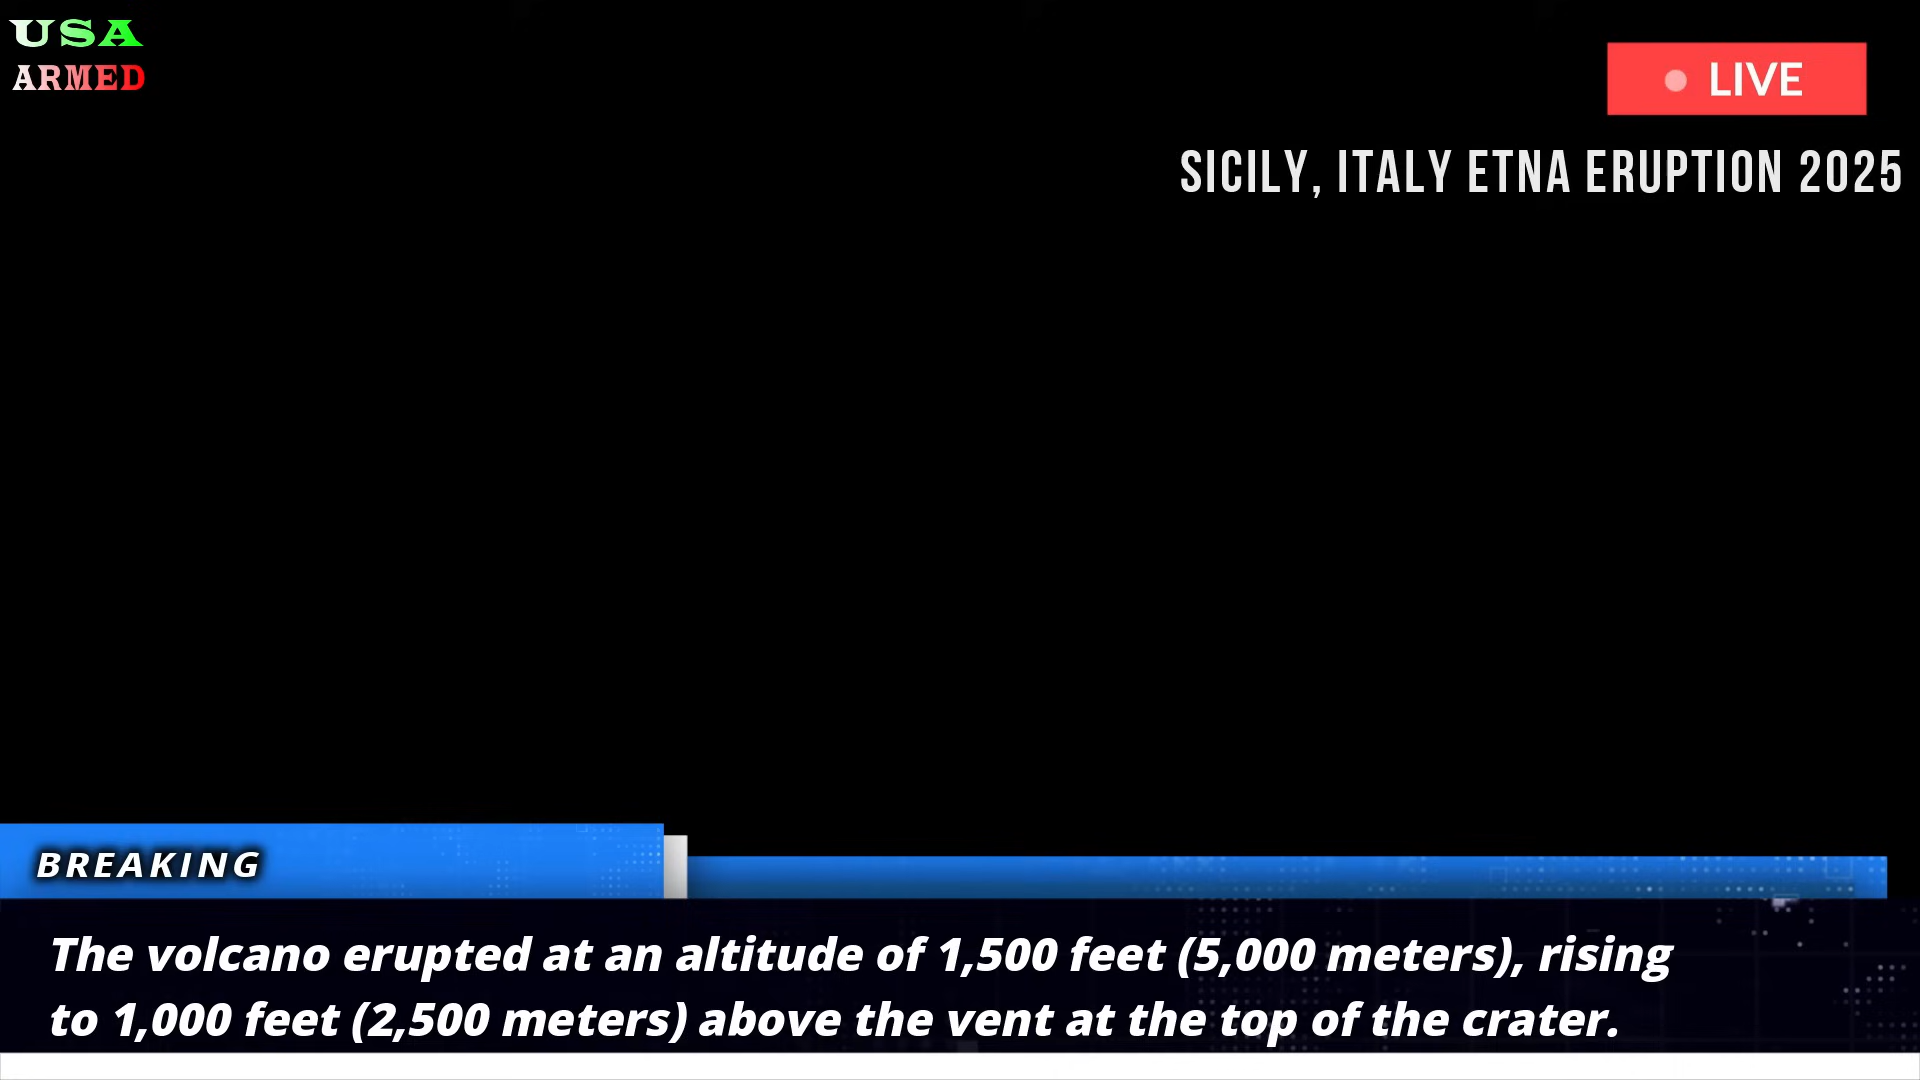 USA
ARMED
LIVE
SICILY, ITALY ETNA ERUPTION 2025
BREAKING
The volcano erupted at an altitude of 1,500 feet (5,000 meters), rising
to 1,000 feet (2,500 meters) above the vent at the top of the crater.